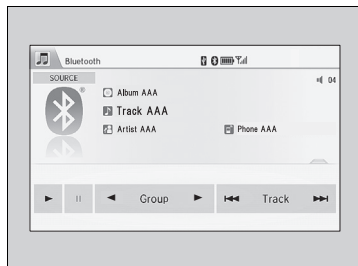 Bluetooth
SOURCE
04
Album AAA
Track AAA
Artist AAA
Phone AAA
Group
Track